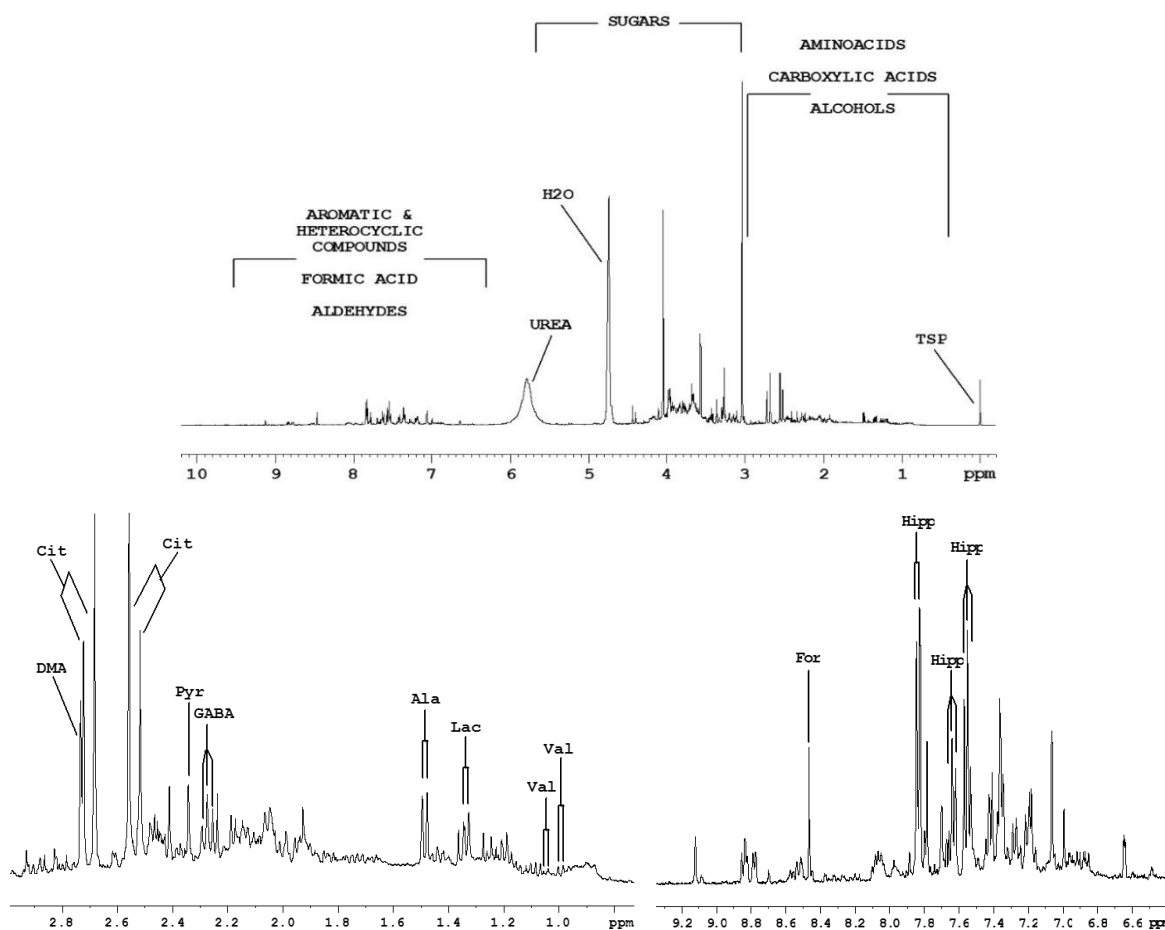 SUGARS
AMINOACIDS
CARBOXYLIC ACIDS
ALCOHOLS
H2O
AROMATIC &
HETEROCYCLIC
COMPOUNDS
FORMIC ACID
ALDEHYDES
UREA
TSP
10 9 8 7 6 5 4 3 2 1 ppm
Cit
Cit
DMA
Pyr
GABA
Ala
Lac
Val
Val
2.8 2.6 2.4 2.2 2.0 1.8 1.6 1.4 1.2 1.0 ppm
Hipp
Hipp
For
Hipp
9.2 9.0 8.8 8.6 8.4 8.2 8.0 7.8 7.6 7.4 7.2 7.0 6.8 6.6 pp